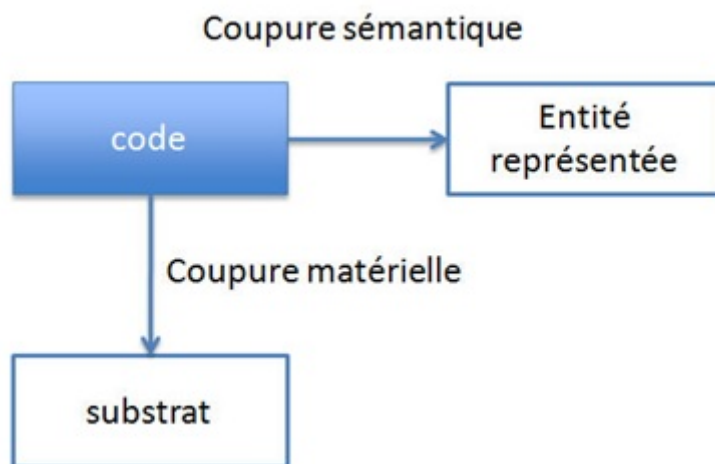 Coupure sémantique
code
Entité
représentée
Coupure matérielle
substrat